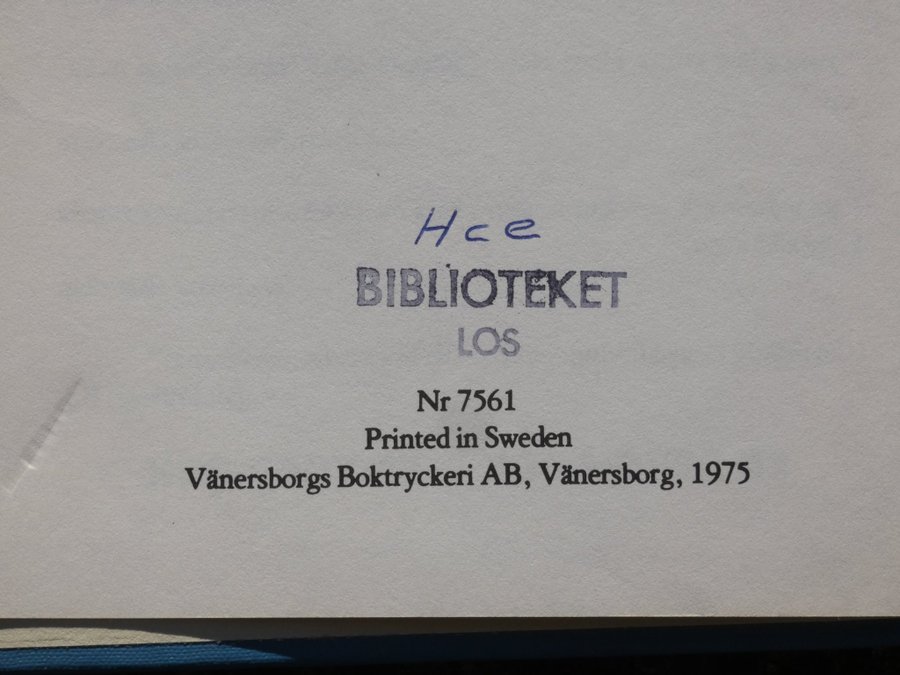 Hce
BIBLIOTEKET
LOS
Nr 7561
Printed in Sweden
Vänersborgs Boktryckeri AB, Vänersborg, 1975